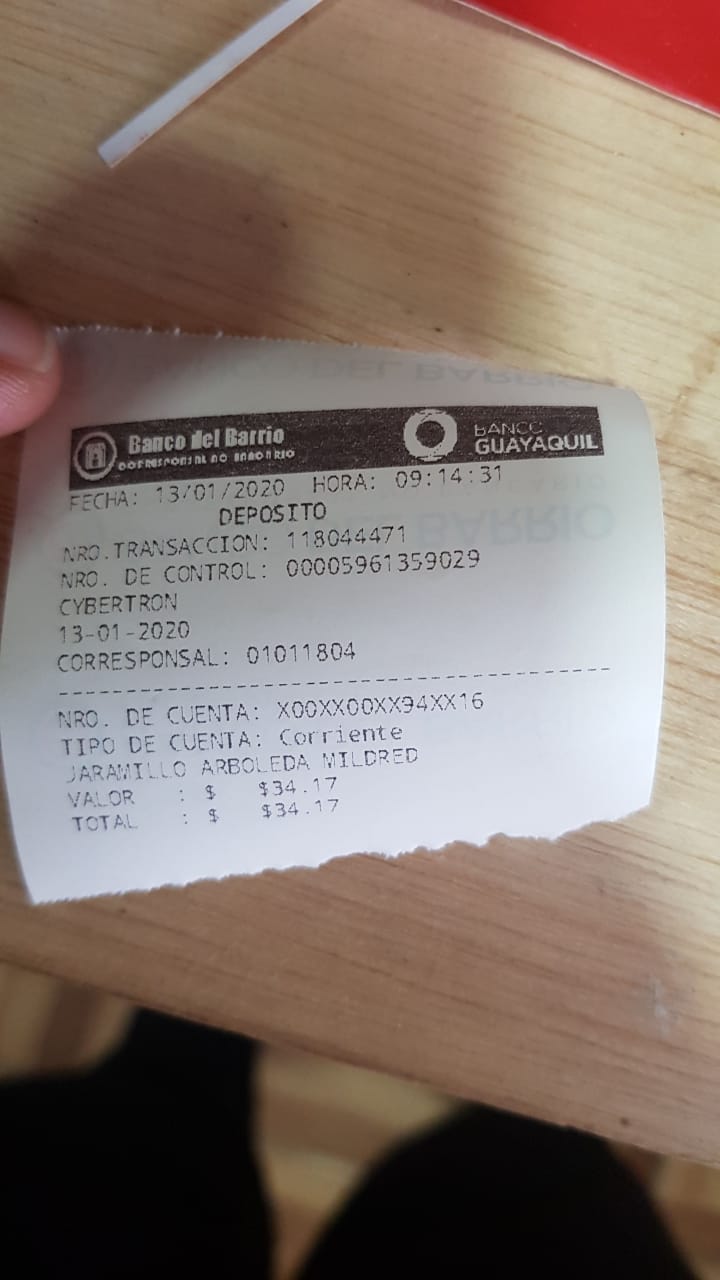 Banco del Barrio
CORRESPONSAL NO BANCARIO
BANCO
GUAYAQUIL
FECHA: 13/01/2020 HORA: 09:14:31
DEPOSITO
NRO.TRANSACCION: 118044471
NRO. DE CONTROL: 00005961359029
CYBERTRON
13-01-2020
CORRESPONSAL: 01011804
NRO. DE CUENTA: X00XX00XX94XX16
TIPO DE CUENTA: Corriente
JARAMILLO ARBOLEDA MILDRED
VALOR : $ $34.17
TOTAL : $ $34.17